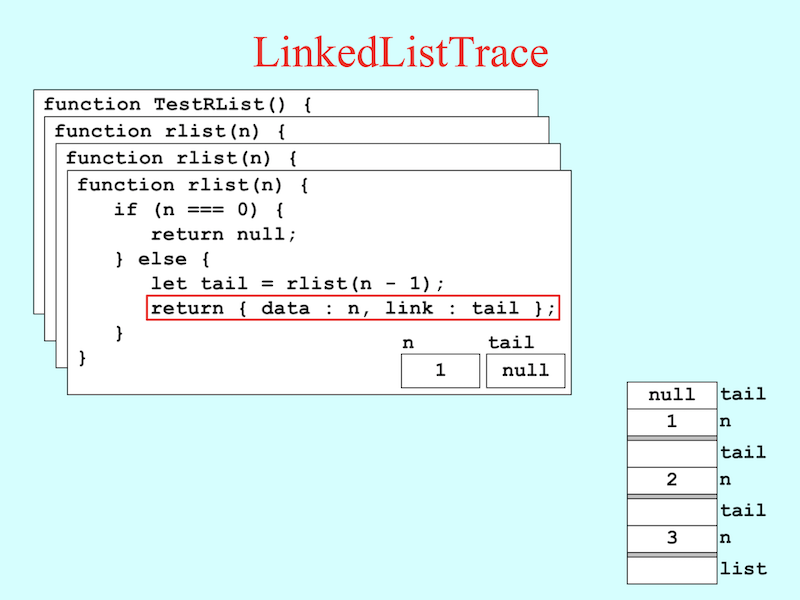 LinkedListTrace
function TestRList() {
function rlist(n) {
function rlist(n) {
function rlist(n) {
if (n === 0) {
return null;
} else {
let tail = rlist(n - 1);
return { data : n, link : tail };
}
}
n tail
1 null
null tail
1 n
tail
2 n
tail
3 n
list